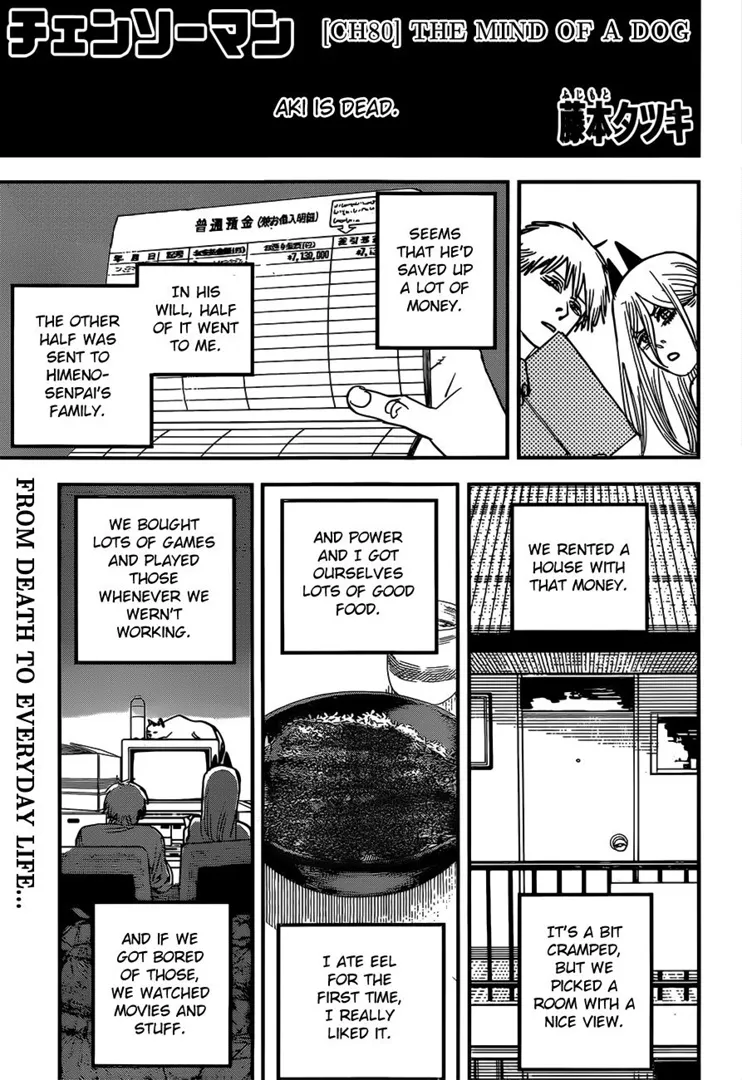 チェンソーマン
[CH80] THE MIND OF A DOG
AKI IS DEAD.
ふじもと
藤本タツキ
SEEMS
THAT HE'D
SAVED UP
A LOT OF
MONEY.
IN HIS
WILL, HALF
OF IT WENT
TO ME.
THE OTHER
HALF WAS
SENT TO
HIMENO-
SENPAI'S
FAMILY.
普通預金
年月日
*7,130,000
WE RENTED A
HOUSE WITH
THAT MONEY.
IT'S A BIT
CRAMPED,
BUT WE
PICKED A
ROOM WITH A
NICE VIEW.
AND POWER
AND I GOT
OURSELVES
LOTS OF GOOD
FOOD.
I ATE EEL
FOR THE
FIRST TIME,
I REALLY
LIKED IT.
WE BOUGHT
LOTS OF GAMES
AND PLAYED
THOSE
WHENEVER WE
WERN'T
WORKING.
AND IF WE
GOT BORED
OF THOSE,
WE WATCHED
MOVIES AND
STUFF.
FROM DEATH TO EVERYDAY LIFE...